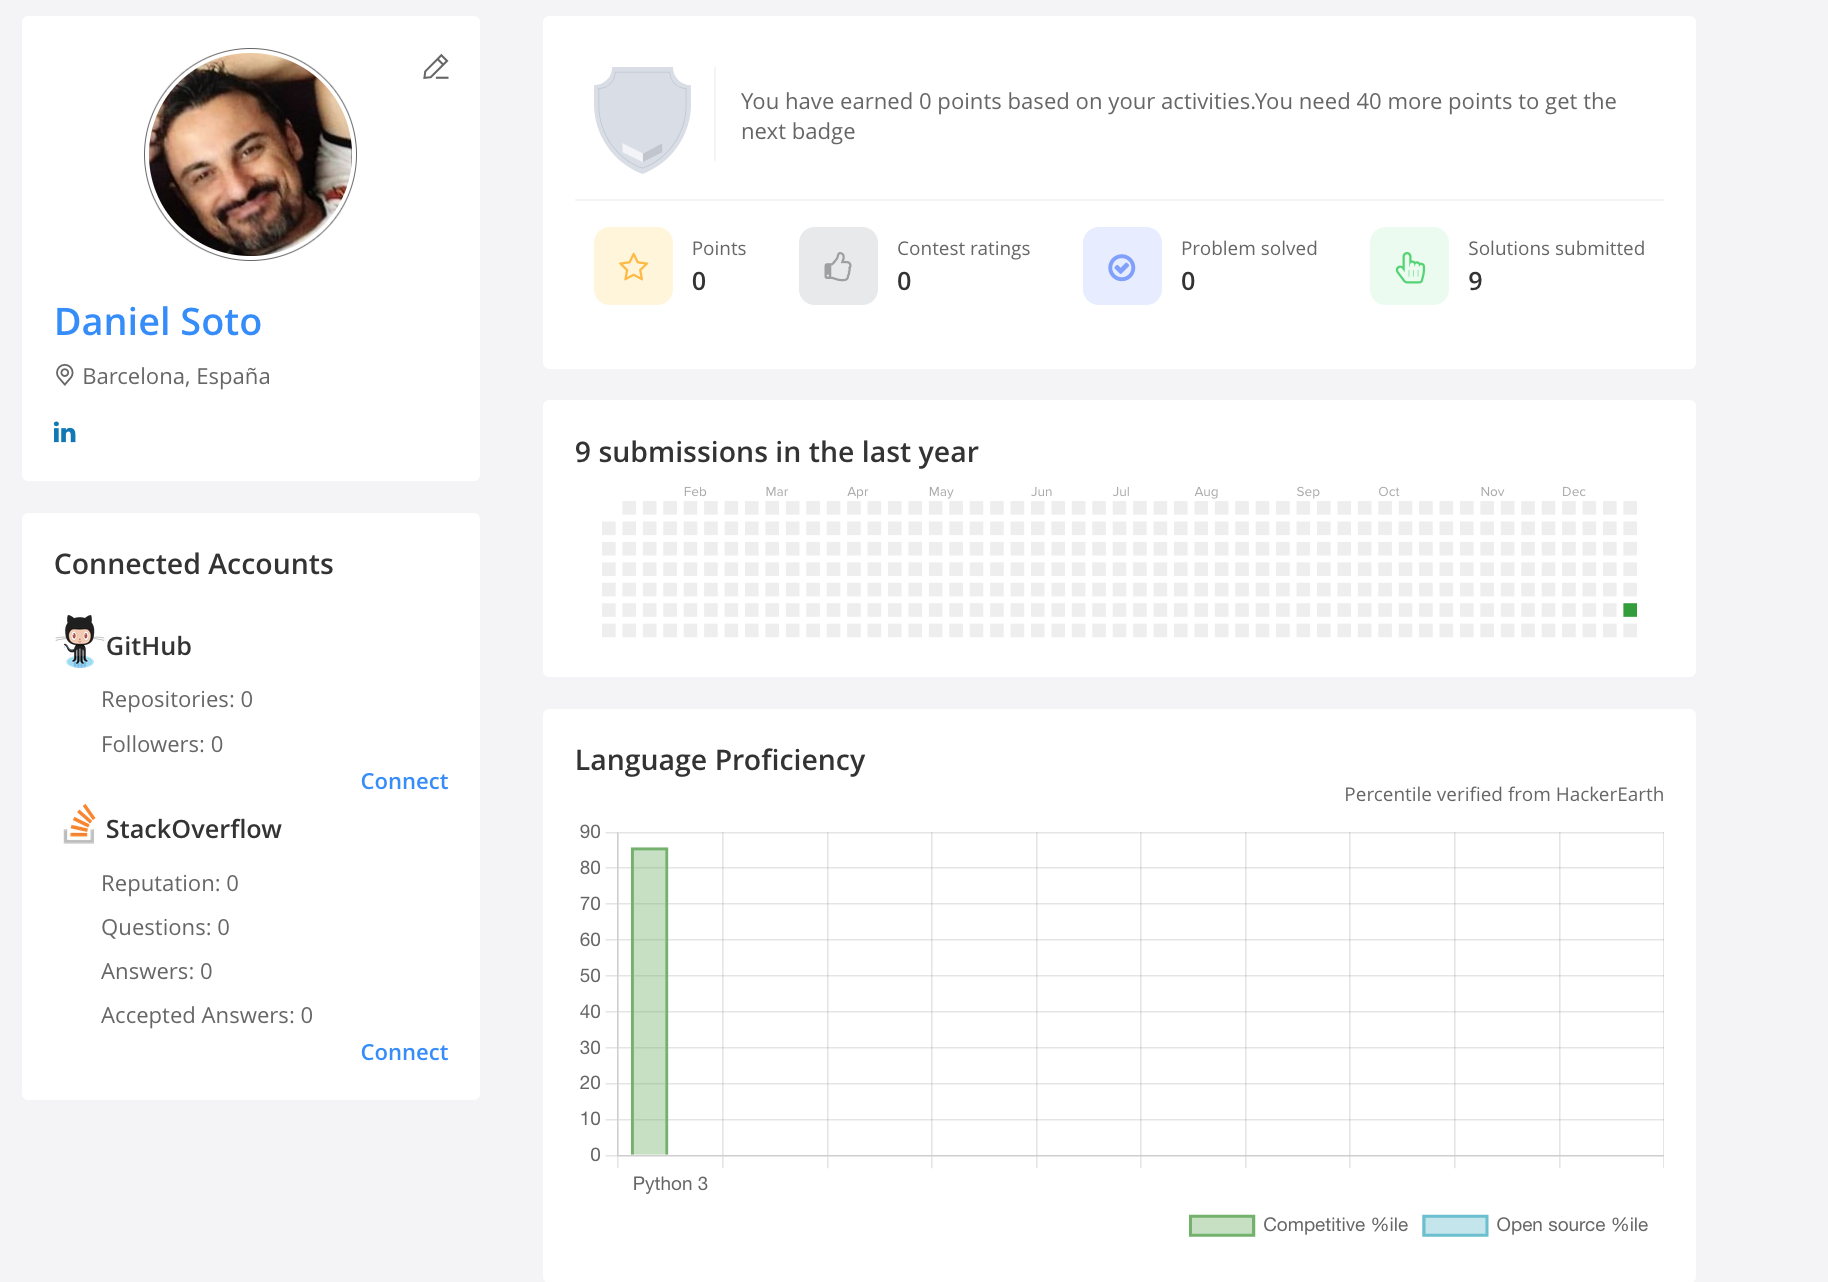 Daniel Soto
Barcelona, España
in
Connected Accounts
GitHub
Repositories: 0
Followers: 0
Connect
StackOverflow
Reputation: 0
Questions: 0
Answers: 0
Accepted Answers: 0
Connect
You have earned 0 points based on your activities.You need 40 more points to get the
next badge
Points
0
Contest ratings
0
Problem solved
0
Solutions submitted
9
9 submissions in the last year
Feb Mar Apr May Jun Jul Aug Sep Oct Nov Dec
Language Proficiency
Percentile verified from HackerEarth
90
80
70
60
50
40
30
20
10
0
Python 3
Competitive %ile Open source %ile